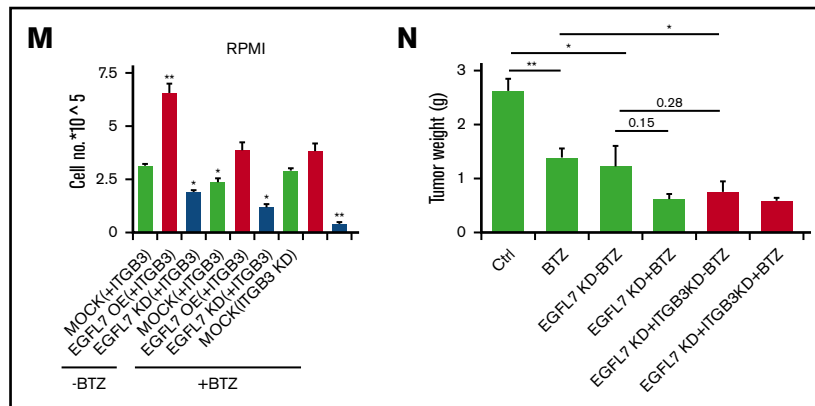 M
RPMI
Cell no.*10^5
7.5
5
2.5
0
**
*
*
*
**
MOCK(+ITGB3)
EGFL7 OE(+ITGB3)
EGFL7 KD(+ITGB3)
MOCK(+ITGB3)
EGFL7 OE(+ITGB3)
EGFL7 KD(+ITGB3)
MOCK(ITGB3 KD)
-BTZ
+BTZ
N
Tumor weight (g)
3
2
1
0
*
*
**
0.28
0.15
Ctrl
BTZ
EGFL7 KD-BTZ
EGFL7 KD+BTZ
EGFL7 KD+ITGB3KD-BTZ
EGFL7 KD+ITGB3KD+BTZ